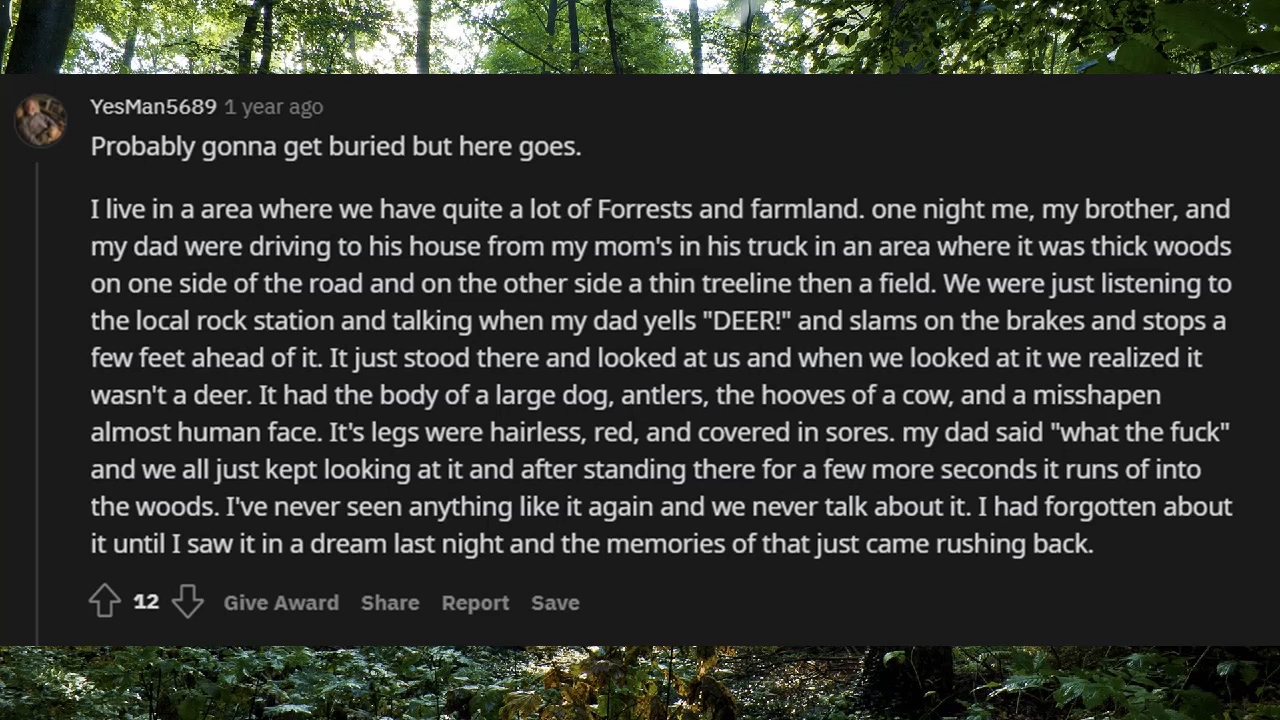 YesMan5689 1 year ago
Probably gonna get buried but here goes.
I live in a area where we have quite a lot of Forrests and farmland. one night me, my brother, and
my dad were driving to his house from my mom's in his truck in an area where it was thick woods
on one side of the road and on the other side a thin treeline then a field. We were just listening to
the local rock station and talking when my dad yells "DEER!" and slams on the brakes and stops a
few feet ahead of it. It just stood there and looked at us and when we looked at it we realized it
wasn't a deer. It had the body of a large dog, antlers, the hooves of a cow, and a misshapen
almost human face. It's legs were hairless, red, and covered in sores. my dad said "what the fuck"
and we all just kept looking at it and after standing there for a few more seconds it runs of into
the woods. I've never seen anything like it again and we never talk about it. I had forgotten about
it until I saw it in a dream last night and the memories of that just came rushing back.
12 Give Award Share Report Save